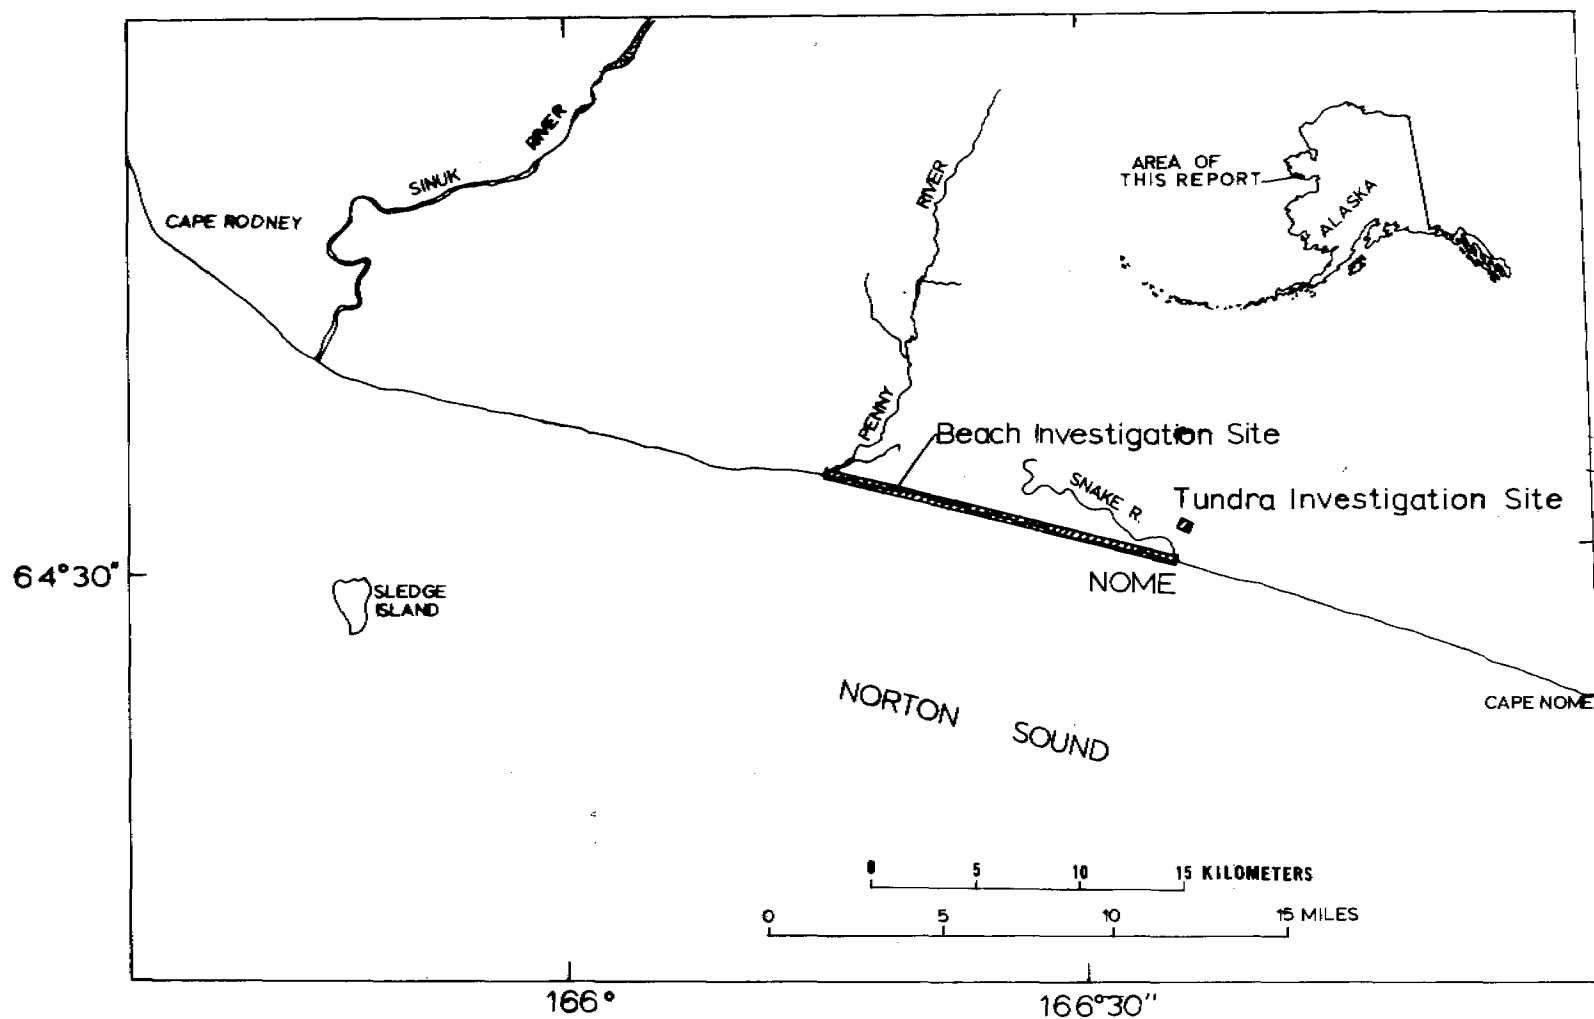 SINUK
RIVER
CAPE RODNEY
RIVER
PENNY
AREA OF
THIS REPORT
ALASKA
Beach Investigation Site
SNAKE R.
Tundra Investigation Site
64°30"
SLEDGE
ISLAND
NOME
NORTON SOUND
CAPE NOME
0 5 10 15 KILOMETERS
0 5 10 15 MILES
166° 166°30"